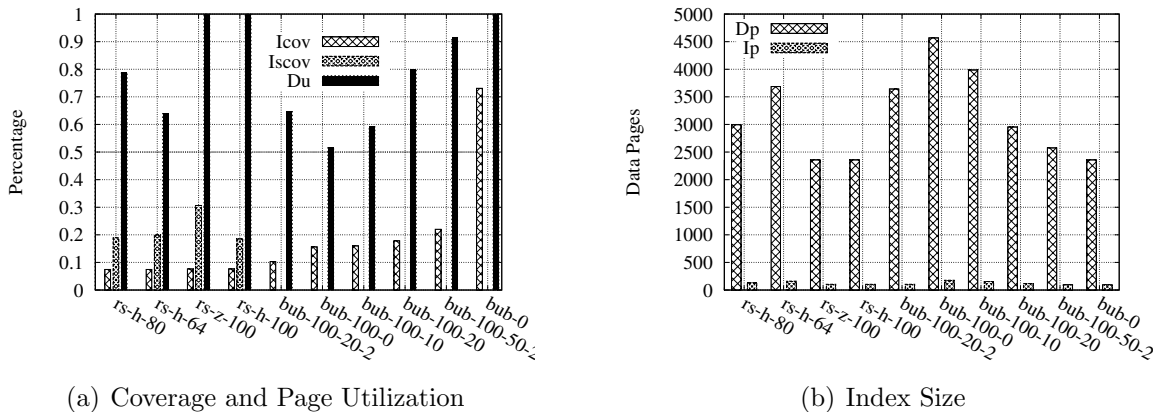 1
0.9
0.8
0.7
0.6
0.5
0.4
0.3
0.2
0.1
0
Percentage
Icov
Iscov
Du
rs-h-80
rs-h-64
rs-z-100
rs-h-100
bub-100-20-2
bub-100-0
bub-100-10
bub-100-20
bub-100-50-2
bub-0
(a) Coverage and Page Utilization
5000
4500
4000
3500
3000
2500
2000
1500
1000
500
0
Data Pages
Dp
Ip
rs-h-80
rs-h-64
rs-z-100
rs-h-100
bub-100-20-2
bub-100-0
bub-100-10
bub-100-20
bub-100-50-2
bub-0
(b) Index Size